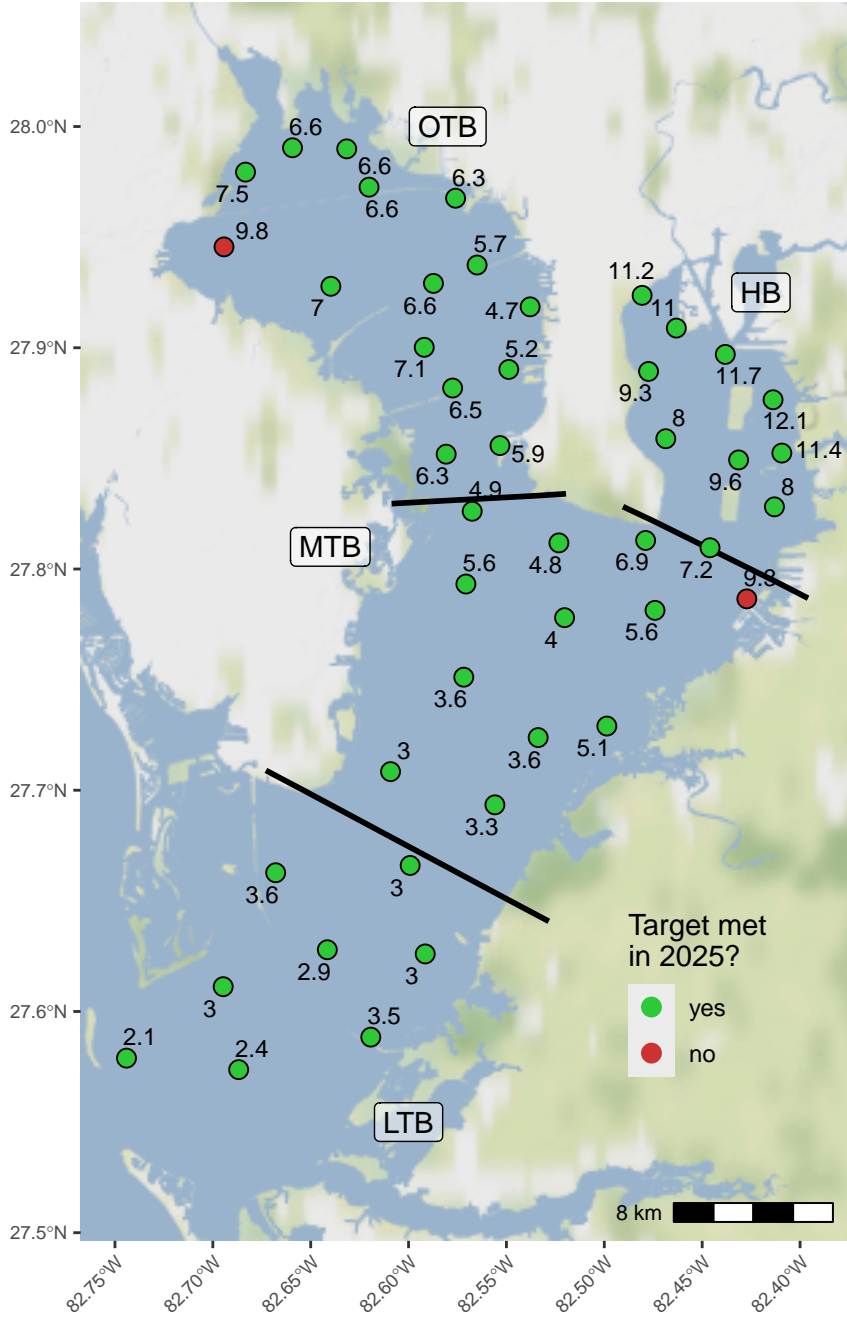 28.0°N
27.9°N
27.8°N
27.7°N
27.6°N
27.5°N
OTB
6.6
6.6
7.5
6.6
6.3
9.8
5.7
7
6.6
4.7
7.1
5.2
6.5
5.9
6.3
4.9
HB
11.2
11
11.7
9.3
12.1
8
11.4
9.6
8
MTB
4.8
6.9
7.2
9.3
5.6
4
5.6
3.6
3.6
5.1
3
3.3
3.6
3
2.9
3
3
3.5
2.1
2.4
LTB
Target met
in 2025?
yes
no
8 km
82.75°W
82.70°W
82.65°W
82.60°W
82.55°W
82.50°W
82.45°W
82.40°W